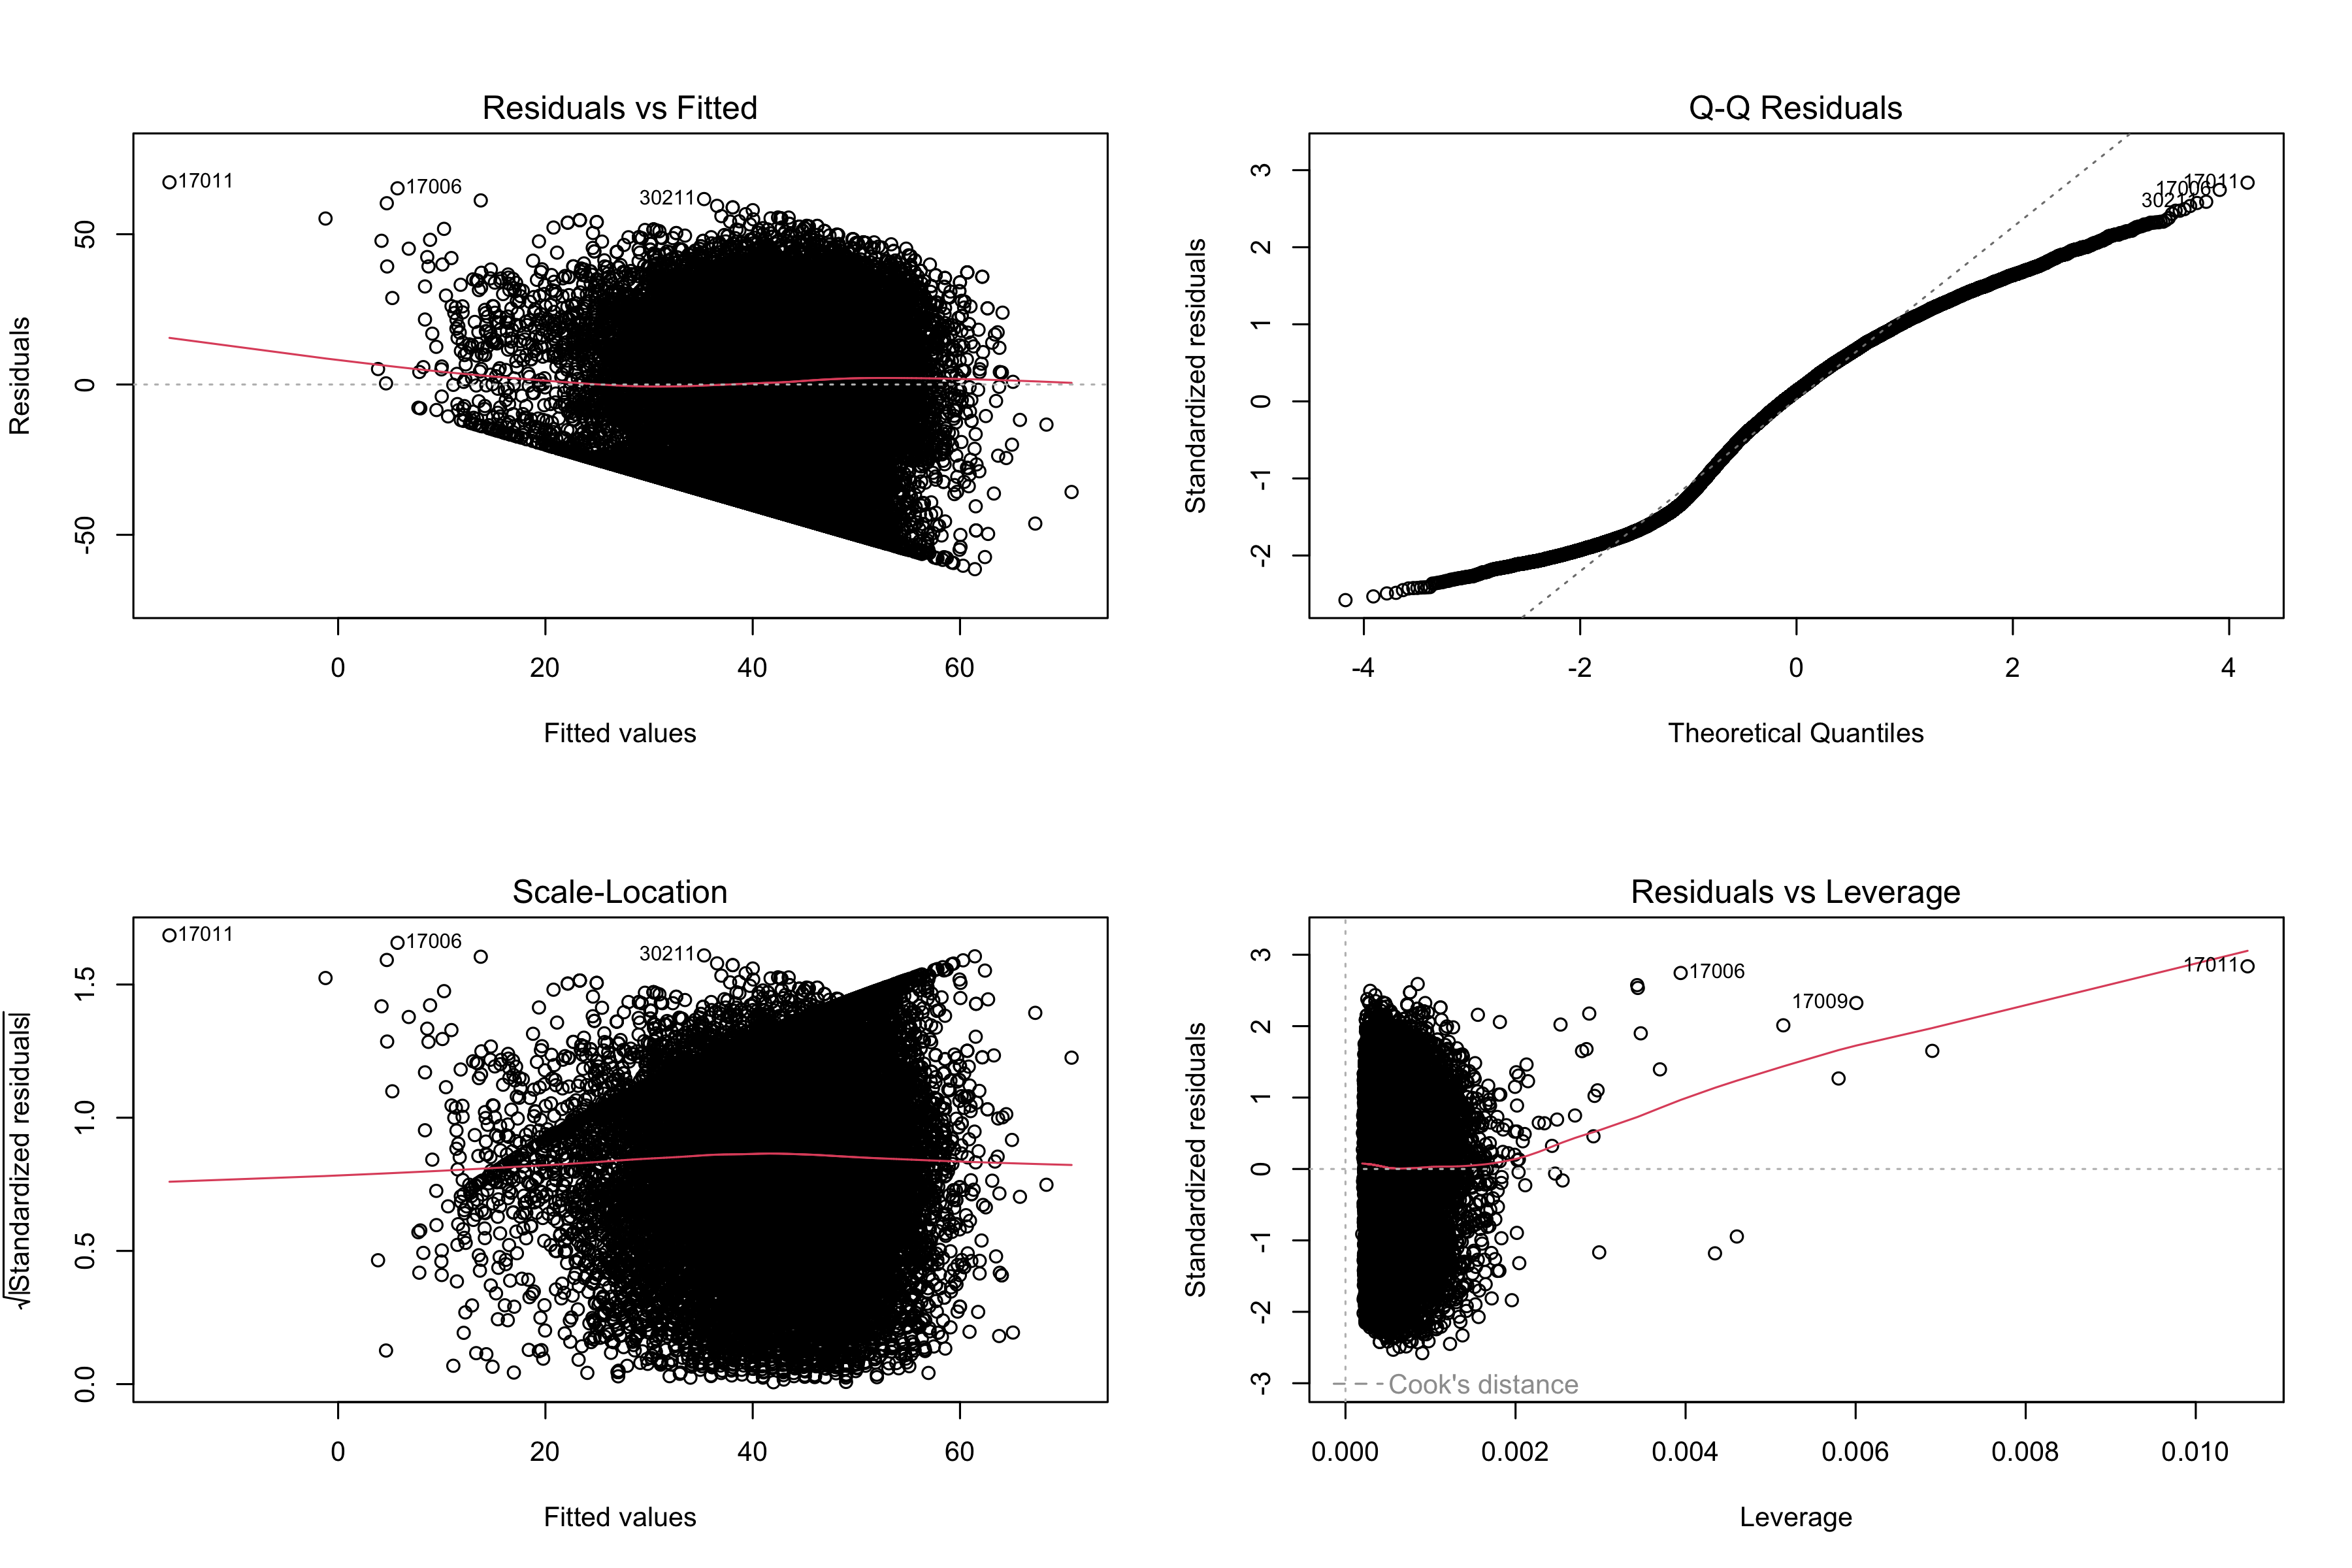 Residuals vs Fitted
17011
17006
30211
50
0
-50
Residuals
0 20 40 60
Fitted values
Q-Q Residuals
17011
17006
30211
3
2
1
0
-1
-2
Standardized residuals
-4 -2 0 2 4
Theoretical Quantiles
Scale-Location
17011
17006
30211
1.5
1.0
0.5
0.0
√|Standardized residuals|
0 20 40 60
Fitted values
Residuals vs Leverage
17006
17011
17009
3
2
1
0
-1
-2
-3
Standardized residuals
Cook's distance
0.000 0.002 0.004 0.006 0.008 0.010
Leverage